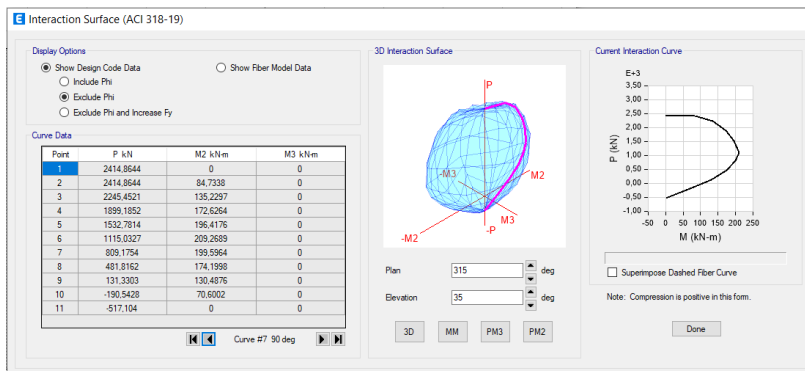 E Interaction Surface (ACI 318-19)
Display Options
Show Design Code Data
Show Fiber Model Data
Include Phi
Exclude Phi
Exclude Phi and Increase Fy
Curve Data
Point P kN M2 kN-m M3 kN-m
1 2414,8644 0 0
2 2414,8644 84,7338 0
3 2245,4521 135,2297 0
4 1899,1852 172,6264 0
5 1532,7814 196,4176 0
6 1115,0327 209,2689 0
7 809,1754 199,5964 0
8 481,8162 174,1998 0
9 131,3303 130,4876 0
10 -190,5428 70,6002 0
11 -517,104 0 0
Curve #7 90 deg
3D Interaction Surface
P
-M3
M2
M3
-M2
-P
Plan 315 deg
Elevation 35 deg
3D MM PM3 PM2
Current Interaction Curve
E+3
3,50
3,00
2,50
2,00
1,50
1,00
0,50
0,00
-0,50
-1,00
P (kN)
-50 0 50 100 150 200 250
M (kN-m)
Superimpose Dashed Fiber Curve
Note: Compression is positive in this form.
Done